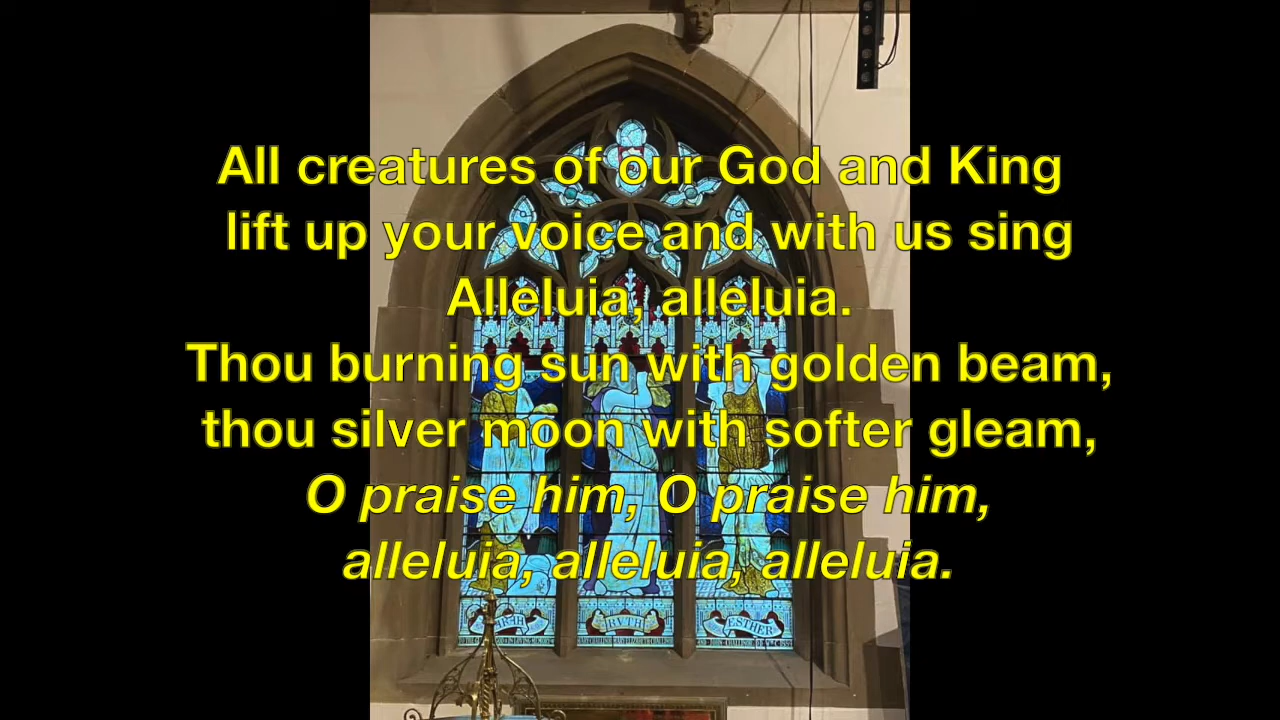 All creatures of our God and King
lift up your voice and with us sing
Alleluia, alleluia.
Thou burning sun with golden beam,
thou silver moon with softer gleam,
O praise him, O praise him,
alleluia, alleluia, alleluia.
RVTH
ESTHER